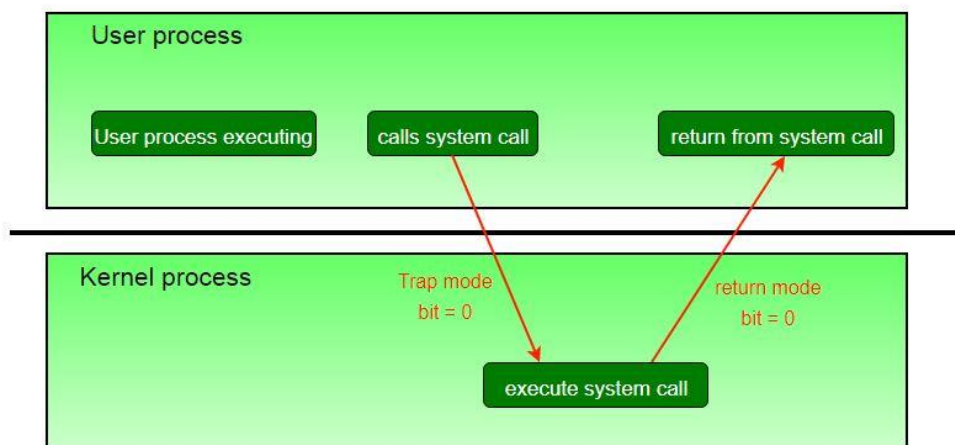 User process
User process executing
calls system call
return from system call
Kernel process
Trap mode
bit = 0
return mode
bit = 0
execute system call